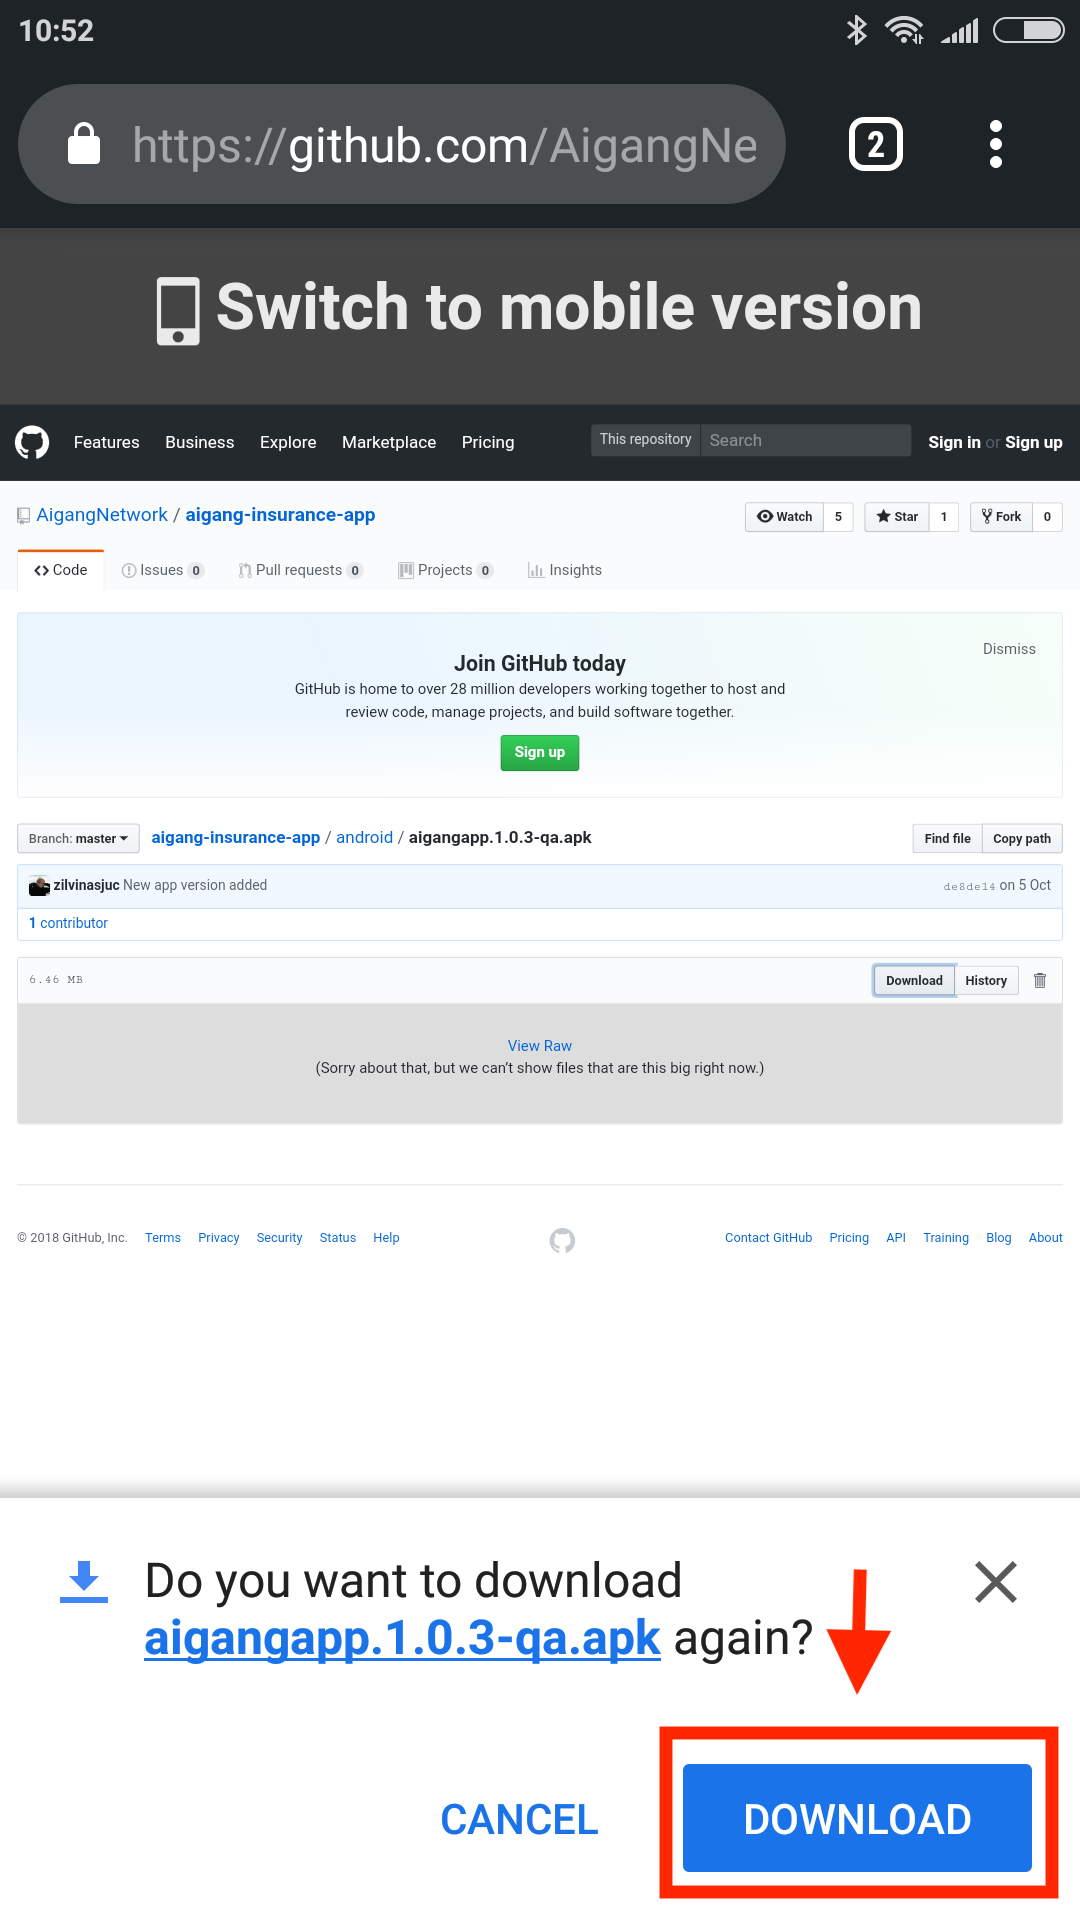 10:52
https://github.com/AigangNe
2
Switch to mobile version
Features Business Explore Marketplace Pricing This repository Search Sign in or Sign up
AigangNetwork / aigang-insurance-app Watch 5 Star 1 Fork 0
Code Issues 0 Pull requests 0 Projects 0 Insights
Dismiss
Join GitHub today
GitHub is home to over 28 million developers working together to host and
review code, manage projects, and build software together.
Sign up
Branch: master aigang-insurance-app / android / aigangapp.1.0.3-qa.apk Find file Copy path
zilvinasjuc New app version added de8de14 on 5 Oct
1 contributor
6.46 MB Download History
View Raw
(Sorry about that, but we can't show files that are this big right now.)
© 2018 GitHub, Inc. Terms Privacy Security Status Help Contact GitHub Pricing API Training Blog About
Do you want to download
aigangapp.1.0.3-qa.apk again?
CANCEL DOWNLOAD